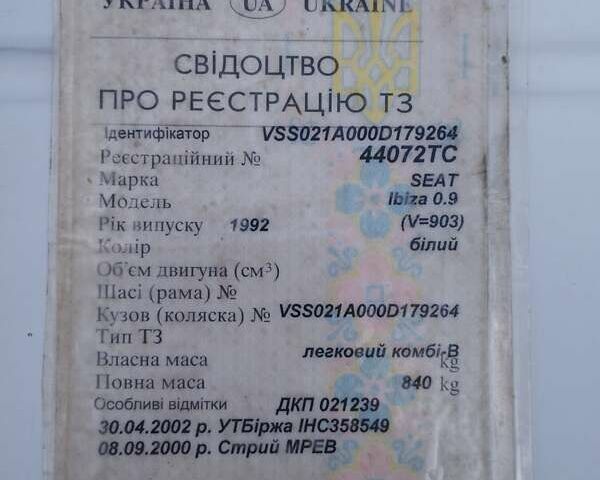 УКРАЇНА UA UKRAINE
СВІДОЦТВО
ПРО РЕЄСТРАЦІЮ ТЗ
Ідентифікатор VSS021A000D179264
Реєстраційний № 44072ТС
Марка SEAT
Модель Ibiza 0.9
Рік випуску 1992 (V=903)
Колір білий
Об'єм двигуна (см³)
Шасі (рама) №
Кузов (коляска) № VSS021A000D179264
Тип ТЗ
легковий комбі-В
Власна маса kg
Повна маса 840 kg
Особливі відмітки ДКП 021239
30.04.2002 р. УТБіржа ІНС358549
08.09.2000 р. Стрий МРЕВ